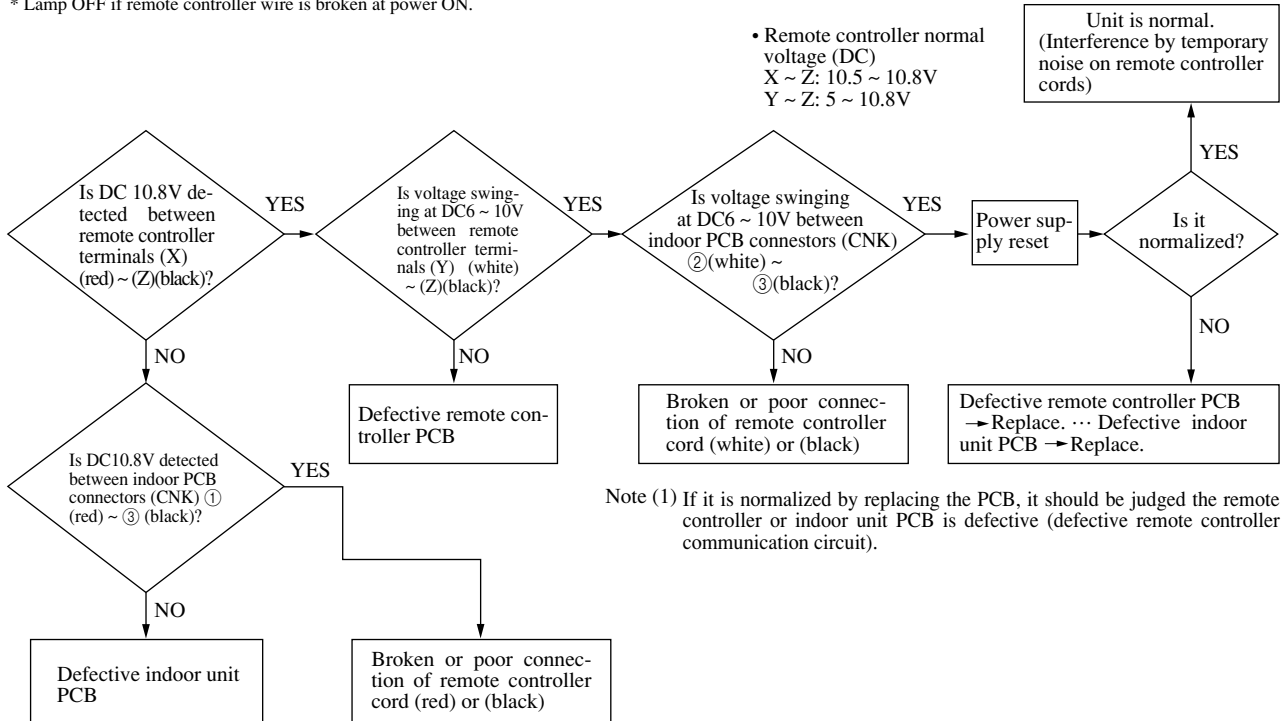 * Lamp OFF if remote controller wire is broken at power ON.
• Remote controller normal
voltage (DC)
X ~ Z: 10.5 ~ 10.8V
Y ~ Z: 5 ~ 10.8V
Unit is normal.
(Interference by temporary
noise on remote controller
cords)
YES
Is DC 10.8V de-
tected between
remote controller
terminals (X)
(red) ~ (Z)(black)?
YES
Is voltage swing-
ing at DC6 ~ 10V
between remote
controller termi-
nals (Y) (white)
~ (Z)(black)?
YES
Is voltage swinging
at DC6 ~ 10V between
indoor PCB connestors (CNK)
②(white) ~
③(black)?
YES
Power sup-
ply reset
Is it
normalized?
NO
NO
NO
NO
Defective remote con-
troller PCB
Broken or poor connec-
tion of remote controller
cord (white) or (black)
Defective remote controller PCB
→Replace. ··· Defective indoor
unit PCB →Replace.
Is DC10.8V detected
between indoor PCB
connectors (CNK) ①
(red) ~ ③ (black)?
YES
Note (1) If it is normalized by replacing the PCB, it should be judged the remote
controller or indoor unit PCB is defective (defective remote controller
communication circuit).
NO
Defective indoor unit
PCB
Broken or poor connec-
tion of remote controller
cord (red) or (black)